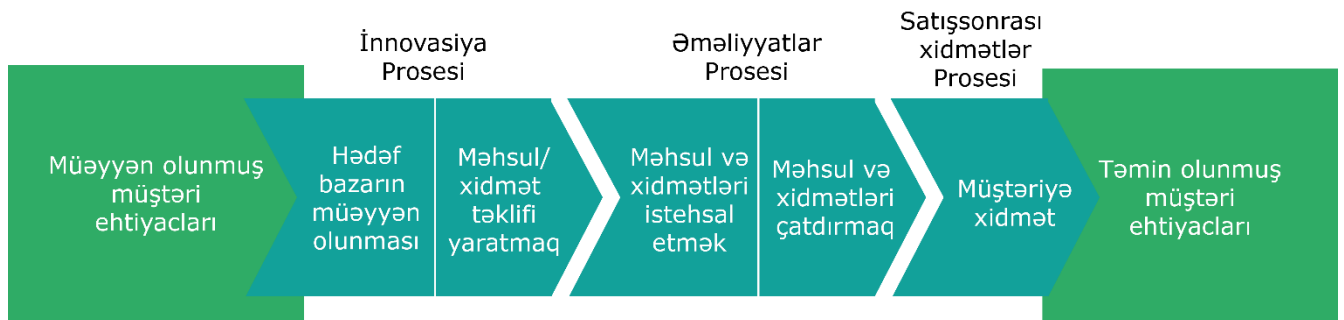 İnnovasiya
Prosesi
Əməliyyatlar
Prosesi
Satışsonrası
xidmətlər
Prosesi
Müəyyən olunmuş
müştəri
ehtiyacları
Hədəf
bazarın
müəyyən
olunması
Məhsul/
xidmət
təklifi
yaratmaq
Məhsul və
xidmətləri
istehsal
etmək
Məhsul və
xidmətləri
çatdırmaq
Müştəriyə
xidmət
Təmin olunmuş
müştəri
ehtiyacları